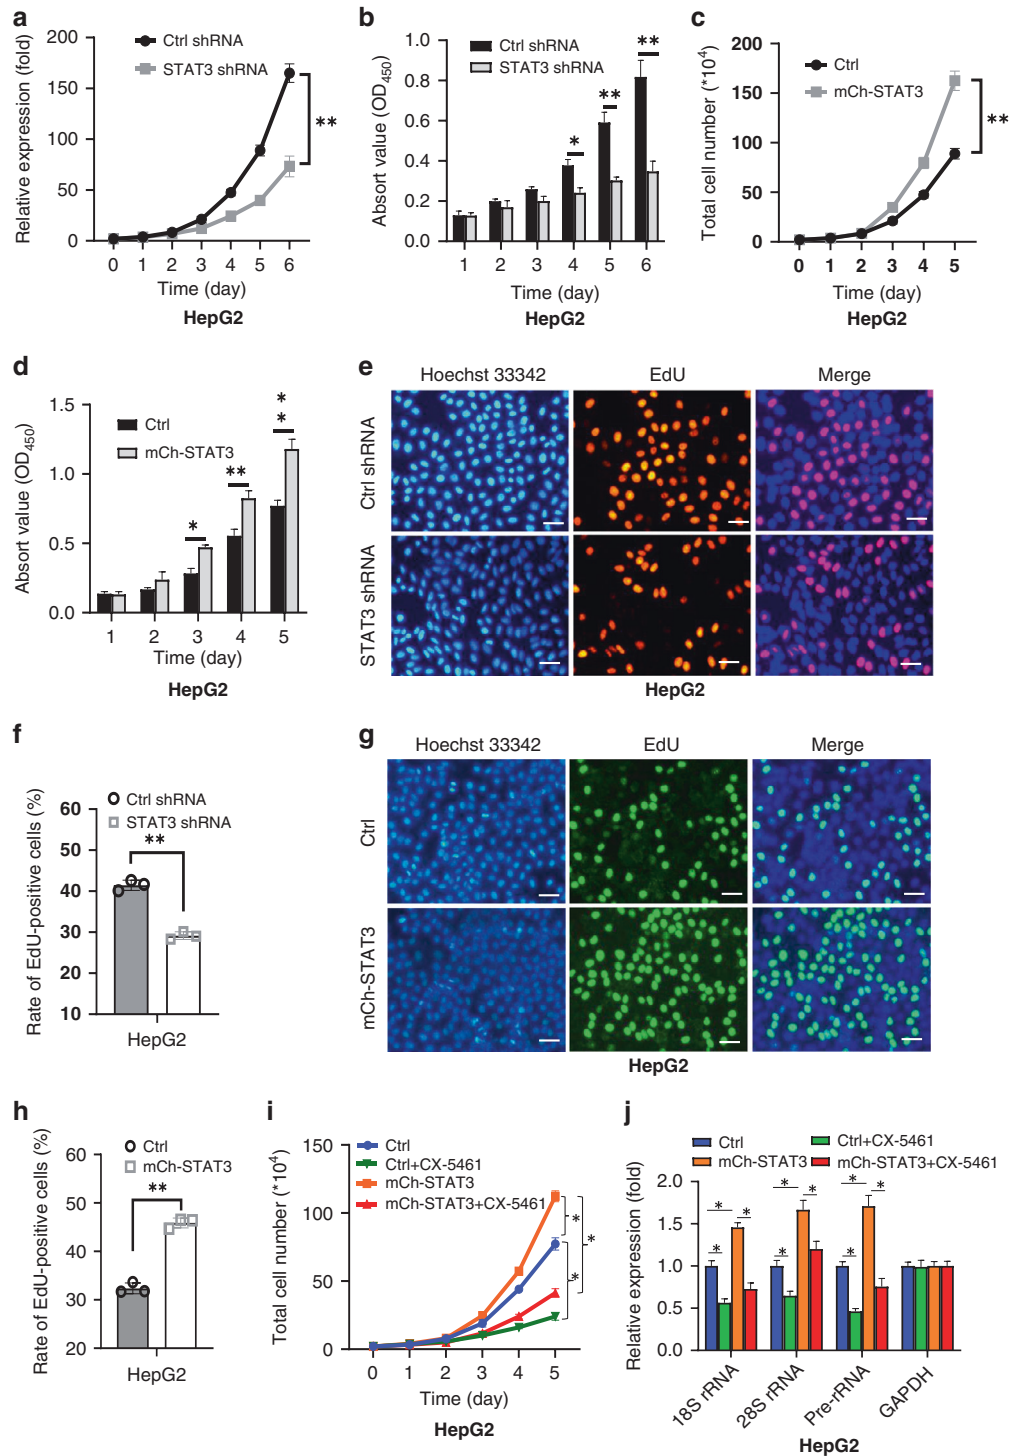 a
Relative expression (fold)
200
150
100
50
0
Ctrl shRNA
STAT3 shRNA
**
0 1 2 3 4 5 6
Time (day)
HepG2
b
Absort value (OD450)
1.0
0.8
0.6
0.4
0.2
0.0
Ctrl shRNA
STAT3 shRNA
*
**
**
1 2 3 4 5 6
Time (day)
HepG2
c
Total cell number (*10⁴)
200
150
100
50
0
Ctrl
mCh-STAT3
**
0 1 2 3 4 5
Time (day)
HepG2
d
Absort value (OD450)
1.5
1.0
0.5
0.0
Ctrl
mCh-STAT3
*
**
*
*
1 2 3 4 5
Time (day)
HepG2
e
Hoechst 33342 EdU Merge
Ctrl shRNA
STAT3 shRNA
HepG2
f
Rate of EdU-positive cells (%)
60
50
40
30
20
10
Ctrl shRNA
STAT3 shRNA
**
HepG2
g
Hoechst 33342 EdU Merge
Ctrl
mCh-STAT3
HepG2
h
Rate of EdU-positive cells (%)
60
50
40
30
20
Ctrl
mCh-STAT3
**
HepG2
i
Total cell number (*10⁴)
150
100
50
0
Ctrl
Ctrl+CX-5461
mCh-STAT3
mCh-STAT3+CX-5461
*
*
*
0 1 2 3 4 5
Time (day)
HepG2
j
Relative expression (fold)
2.0
1.5
1.0
0.5
0.0
Ctrl
Ctrl+CX-5461
mCh-STAT3
mCh-STAT3+CX-5461
* * *
* * *
* * *
18S rRNA
28S rRNA
Pre-rRNA
GAPDH
HepG2